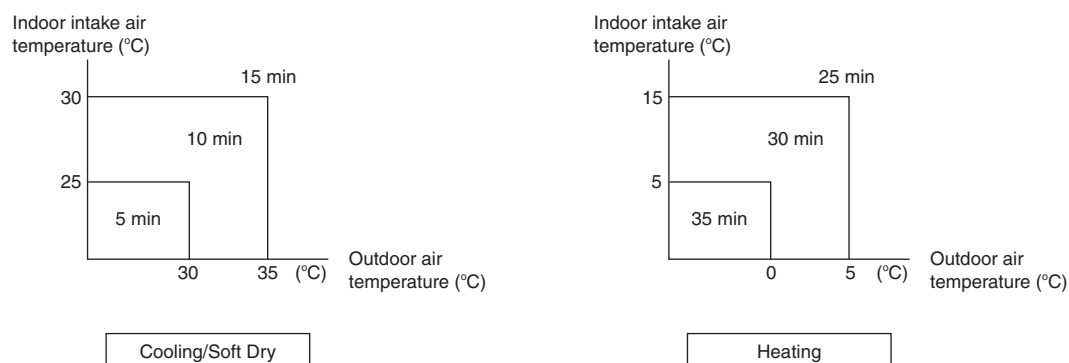 Indoor intake air
temperature (°C)
15 min
30
10 min
25
5 min
30 35 (°C)
Outdoor air
temperature (°C)
Cooling/Soft Dry
Indoor intake air
temperature (°C)
25 min
15
30 min
5
35 min
0 5 (°C)
Outdoor air
temperature (°C)
Heating